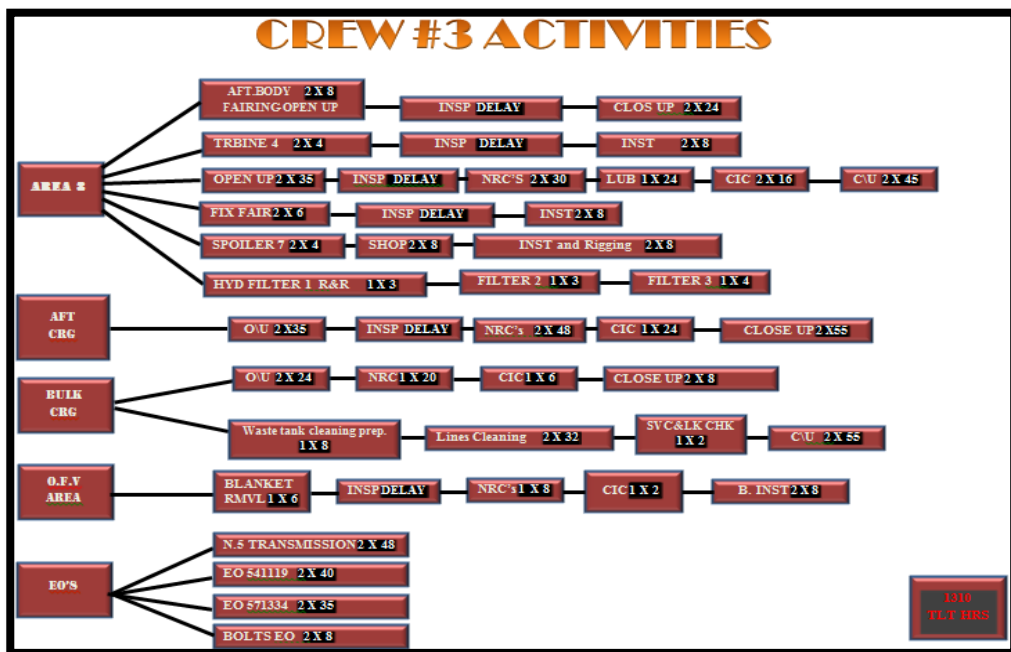 CREW #3 ACTIVITIES
AFT.BODY 2 X 8
FAIRING-OPEN UP
INSP DELAY
CLOS UP 2 X 24
TRBINE 4 2 X 4
INSP DELAY
INST 2 X 8
AREA 8
OPEN UP 2 X 35
INSP DELAY
NRC'S 2 X 30
LUB 1 X 24
CIC 2 X 16
C\U 2 X 45
FIX FAIR 2 X 6
INSP DELAY
INST 2 X 8
SPOILER 7 2 X 4
SHOP 2 X 8
INST and Rigging 2 X 8
HYD FILTER 1 R&R 1 X 3
FILTER 2 1 X 3
FILTER 3 1 X 4
AFT
CRG
O\U 2 X35
INSP DELAY
NRC's 2 X 48
CIC 1 X 24
CLOSE UP 2 X55
BULK
CRG
O\U 2 X 24
NRC 1 X 20
CIC 1 X 6
CLOSE UP 2 X 8
Waste tank cleaning prep.
1 X 8
Lines Cleaning 2 X 32
SVC&LK CHK
1 X 2
C\U 2 X 55
O.F.V
AREA
BLANKET
RMVL 1 X 6
INSP DELAY
NRC's 1 X 8
CIC 1 X 2
B. INST 2 X 8
EO'S
N.5 TRANSMISSION 2 X 48
EO 541119 2 X 40
EO 571334 2 X 35
BOLTS EO 2 X 8
1310
TLT HRS